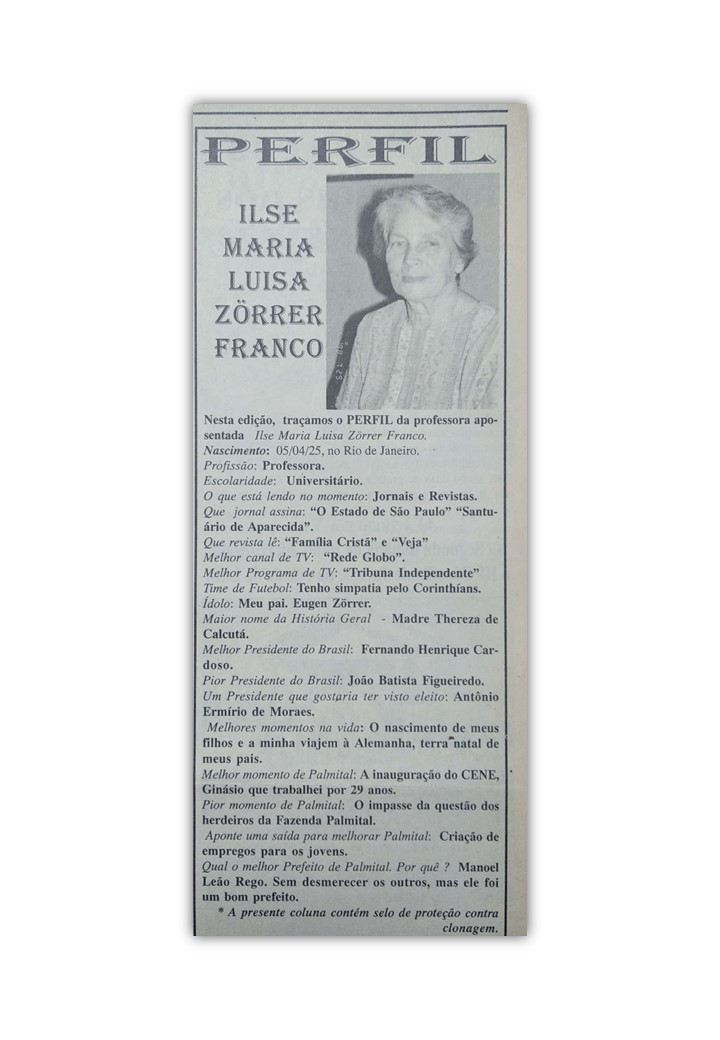 PERFIL
ILSE
MARIA
LUISA
ZÖRRER
FRANCO
Nesta edição, traçamos o PERFIL da professora apo-
sentada Ilse Maria Luisa Zörrer Franco.
Nascimento: 05/04/25, no Rio de Janeiro.
Profissão: Professora.
Escolaridade: Universitário.
O que está lendo no momento: Jornais e Revistas.
Que jornal assina: “O Estado de São Paulo” “Santu-
ário de Aparecida”.
Que revista lê: “Família Cristã” e “Veja”
Melhor canal de TV: “Rede Globo”.
Melhor Programa de TV: “Tribuna Independente”
Time de Futebol: Tenho simpatia pelo Corinthíans.
Ídolo: Meu pai. Eugen Zörrer.
Maior nome da História Geral - Madre Thereza de
Calcutá.
Melhor Presidente do Brasil: Fernando Henrique Car-
doso.
Pior Presidente do Brasil: João Batista Figueiredo.
Um Presidente que gostaria ter visto eleito: Antônio
Ermírio de Moraes.
Melhores momentos na vida: O nascimento de meus
filhos e a minha viajem à Alemanha, terra natal de
meus pais.
Melhor momento de Palmital: A inauguração do CENE,
Ginásio que trabalhei por 29 anos.
Pior momento de Palmital: O impasse da questão dos
herdeiros da Fazenda Palmital.
Aponte uma saída para melhorar Palmital: Criação de
empregos para os jovens.
Qual o melhor Prefeito de Palmital. Por quê ? Manoel
Leão Rego. Sem desmerecer os outros, mas ele foi
um bom prefeito.
* A presente coluna contém selo de proteção contra
clonagem.